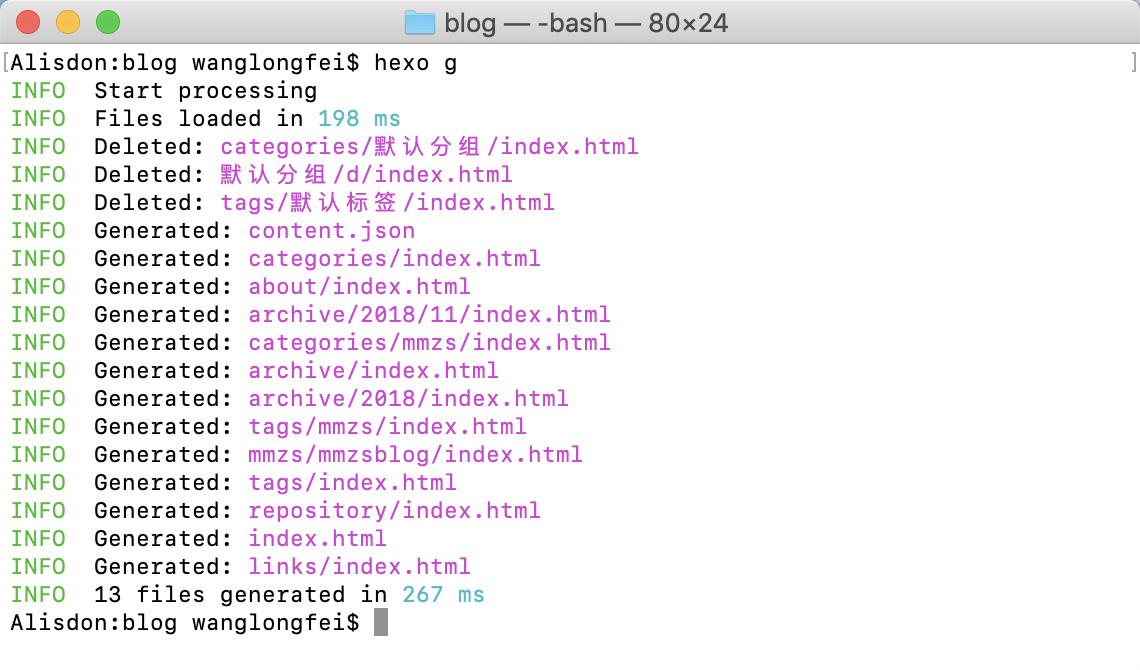 blog — -bash — 80×24
[Alisdon:blog wanglongfei$ hexo g ]
INFO  Start processing
INFO  Files loaded in 198 ms
INFO  Deleted: categories/默认分组/index.html
INFO  Deleted: 默认分组/d/index.html
INFO  Deleted: tags/默认标签/index.html
INFO  Generated: content.json
INFO  Generated: categories/index.html
INFO  Generated: about/index.html
INFO  Generated: archive/2018/11/index.html
INFO  Generated: categories/mmzs/index.html
INFO  Generated: archive/index.html
INFO  Generated: archive/2018/index.html
INFO  Generated: tags/mmzs/index.html
INFO  Generated: mmzs/mmzsblog/index.html
INFO  Generated: tags/index.html
INFO  Generated: repository/index.html
INFO  Generated: index.html
INFO  Generated: links/index.html
INFO  13 files generated in 267 ms
Alisdon:blog wanglongfei$